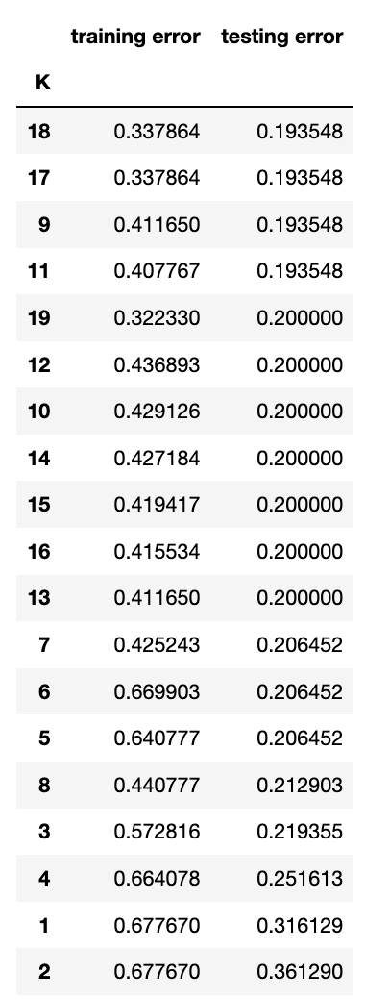 training error testing error
K
18 0.337864 0.193548
17 0.337864 0.193548
9 0.411650 0.193548
11 0.407767 0.193548
19 0.322330 0.200000
12 0.436893 0.200000
10 0.429126 0.200000
14 0.427184 0.200000
15 0.419417 0.200000
16 0.415534 0.200000
13 0.411650 0.200000
7 0.425243 0.206452
6 0.669903 0.206452
5 0.640777 0.206452
8 0.440777 0.212903
3 0.572816 0.219355
4 0.664078 0.251613
1 0.677670 0.316129
2 0.677670 0.361290